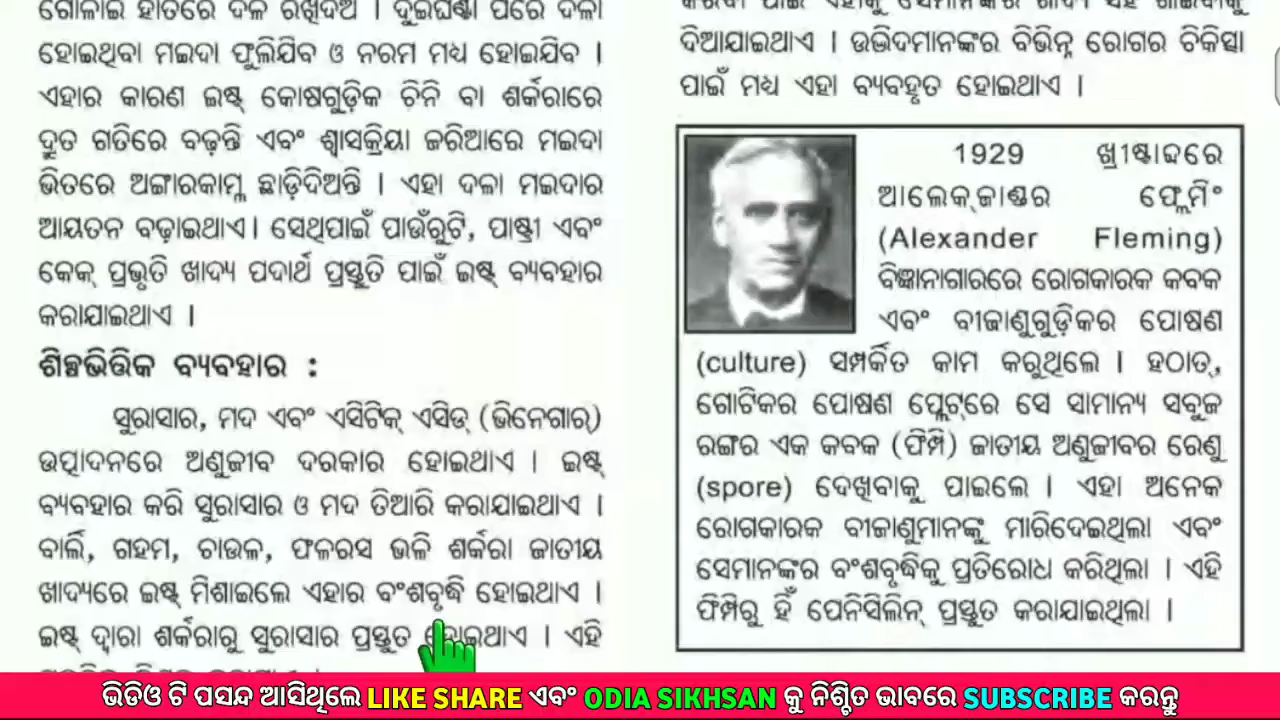 ଗୋଳାଇ ହାତରେ ଦଳି ରଖିଦିଅ । ଦୁଇଘଣ୍ଟା ପରେ ଦଳା
ହୋଇଥିବା ମଇଦା ଫୁଲିଯିବ ଓ ନରମ ମଧ୍ୟ ହୋଇଯିବ ।
ଏହାର କାରଣ ଇଷ୍ଟ୍ କୋଷଗୁଡ଼ିକ ଚିନି ବା ଶର୍କରାରେ
ଦ୍ରୁତ ଗତିରେ ବଢ଼ନ୍ତି ଏବଂ ଶ୍ୱାସକ୍ରିୟା ଜରିଆରେ ମଇଦା
ଭିତରେ ଅଙ୍ଗାରକାମ୍ଳ ଛାଡ଼ିଦିଅନ୍ତି । ଏହା ଦଳା ମଇଦାର
ଆୟତନ ବଢ଼ାଇଥାଏ। ସେଥିପାଇଁ ପାଉଁରୁଟି, ପାଷ୍ଟ୍ରୀ ଏବଂ
କେକ୍ ପ୍ରଭୃତି ଖାଦ୍ୟ ପଦାର୍ଥ ପ୍ରସ୍ତୁତି ପାଇଁ ଇଷ୍ଟ୍ ବ୍ୟବହାର
କରାଯାଇଥାଏ ।
ଶିଳ୍ପଭିତ୍ତିକ ବ୍ୟବହାର :
ସୁରାସାର, ମଦ ଏବଂ ଏସିଟିକ୍ ଏସିଡ୍ (ଭିନେଗାର୍)
ଉତ୍ପାଦନରେ ଅଣୁଜୀବ ଦରକାର ହୋଇଥାଏ । ଇଷ୍ଟ୍
ବ୍ୟବହାର କରି ସୁରାସାର ଓ ମଦ ତିଆରି କରାଯାଇଥାଏ ।
ବାର୍ଲି, ଗହମ, ଚାଉଳ, ଫଳରସ ଭଳି ଶର୍କରା ଜାତୀୟ
ଖାଦ୍ୟରେ ଇଷ୍ଟ୍ ମିଶାଇଲେ ଏହାର ବଂଶବୃଦ୍ଧି ହୋଇଥାଏ ।
ଇଷ୍ଟ୍ ଦ୍ୱାରା ଶର୍କରାରୁ ସୁରାସାର ପ୍ରସ୍ତୁତ ହୋଇଥାଏ । ଏହି
କରିବା ପାଇଁ ଏହାକୁ ସେମାନଙ୍କର ଖାଦ୍ୟ ସହ ଖାଇବାକୁ
ଦିଆଯାଇଥାଏ । ଉଦ୍ଭିଦମାନଙ୍କର ବିଭିନ୍ନ ରୋଗର ଚିକିତ୍ସା
ପାଇଁ ମଧ୍ୟ ଏହା ବ୍ୟବହୃତ ହୋଇଥାଏ ।
1929 ଖ୍ରୀଷ୍ଟାବ୍ଦରେ
ଆଲେକ୍‌ଜାଣ୍ଡର ଫ୍ଲେମିଂ
(Alexander Fleming)
ବିଜ୍ଞାନାଗାରରେ ରୋଗକାରକ କବକ
ଏବଂ ବୀଜାଣୁଗୁଡ଼ିକର ପୋଷଣ
(culture) ସମ୍ପର୍କିତ କାମ କରୁଥିଲେ । ହଠାତ୍,
ଗୋଟିକର ପୋଷଣ ପ୍ଲେଟ୍‌ରେ ସେ ସାମାନ୍ୟ ସବୁଜ
ରଙ୍ଗର ଏକ କବକ (ଫିମ୍ପି) ଜାତୀୟ ଅଣୁଜୀବର ରେଣୁ
(spore) ଦେଖିବାକୁ ପାଇଲେ । ଏହା ଅନେକ
ରୋଗକାରକ ବୀଜାଣୁମାନଙ୍କୁ ମାରିଦେଇଥିଲା ଏବଂ
ସେମାନଙ୍କର ବଂଶବୃଦ୍ଧିକୁ ପ୍ରତିରୋଧ କରିଥିଲା । ଏହି
ଫିମ୍ପିରୁ ହିଁ ପେନିସିଲିନ୍ ପ୍ରସ୍ତୁତ କରାଯାଇଥିଲା ।
ଭିଡିଓ ଟି ପସନ୍ଦ ଆସିଥିଲେ LIKE SHARE ଏବଂ ODIA SIKHSAN କୁ ନିଶ୍ଚିତ ଭାବରେ SUBSCRIBE କରନ୍ତୁ